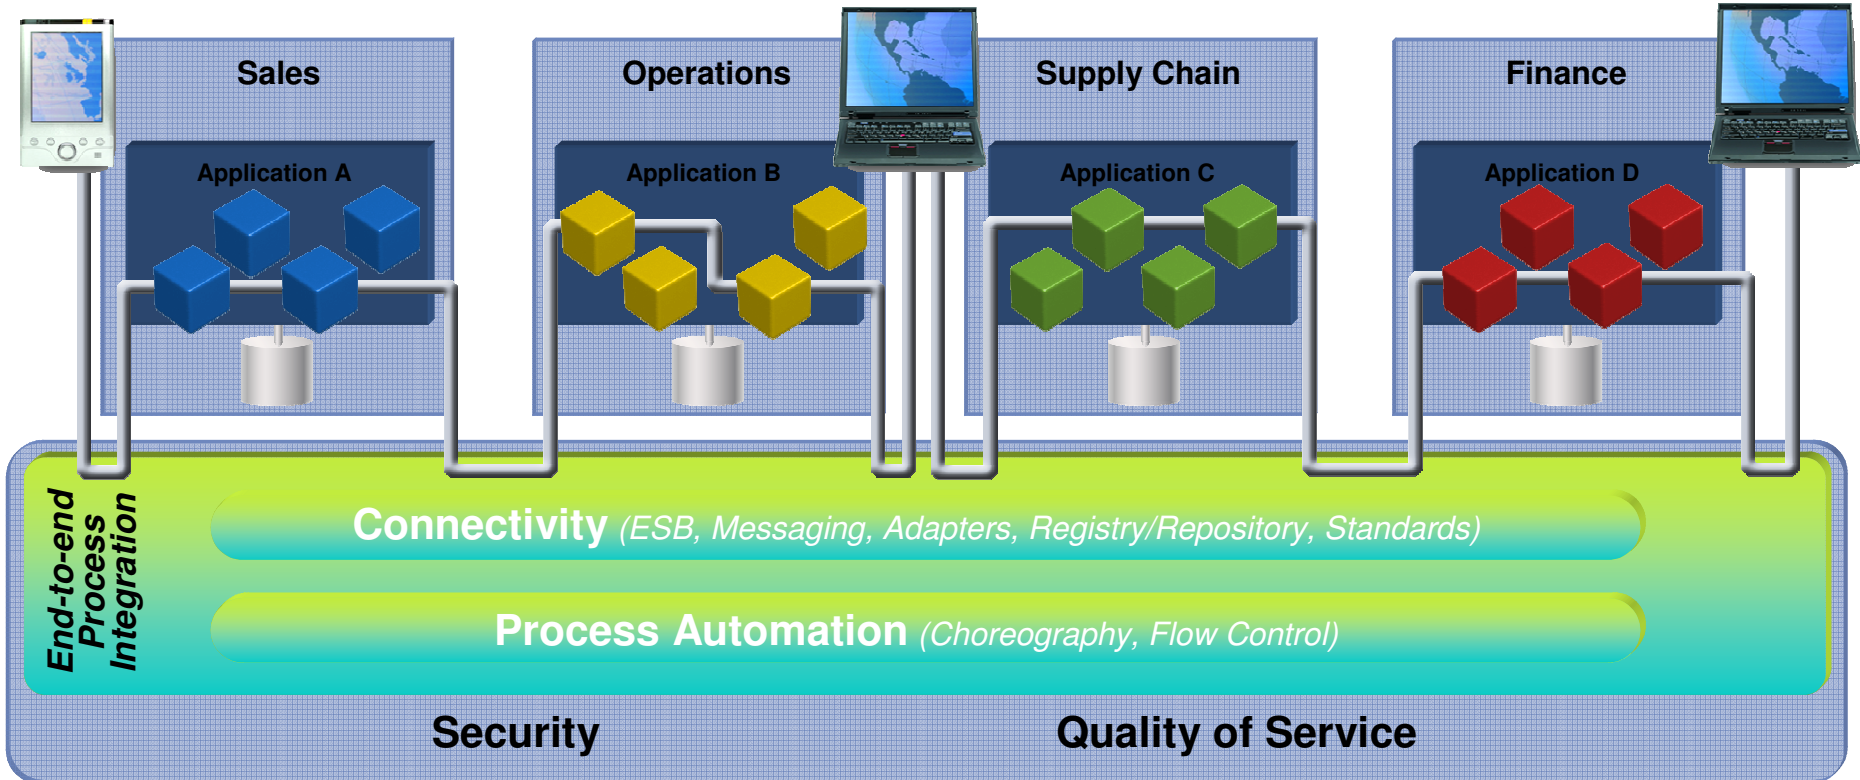 Sales
Operations
Supply Chain
Finance
Application A
Application B
Application C
Application D
End-to-end
Process
Integration
Connectivity (ESB, Messaging, Adapters, Registry/Repository, Standards)
Process Automation (Choreography, Flow Control)
Security
Quality of Service